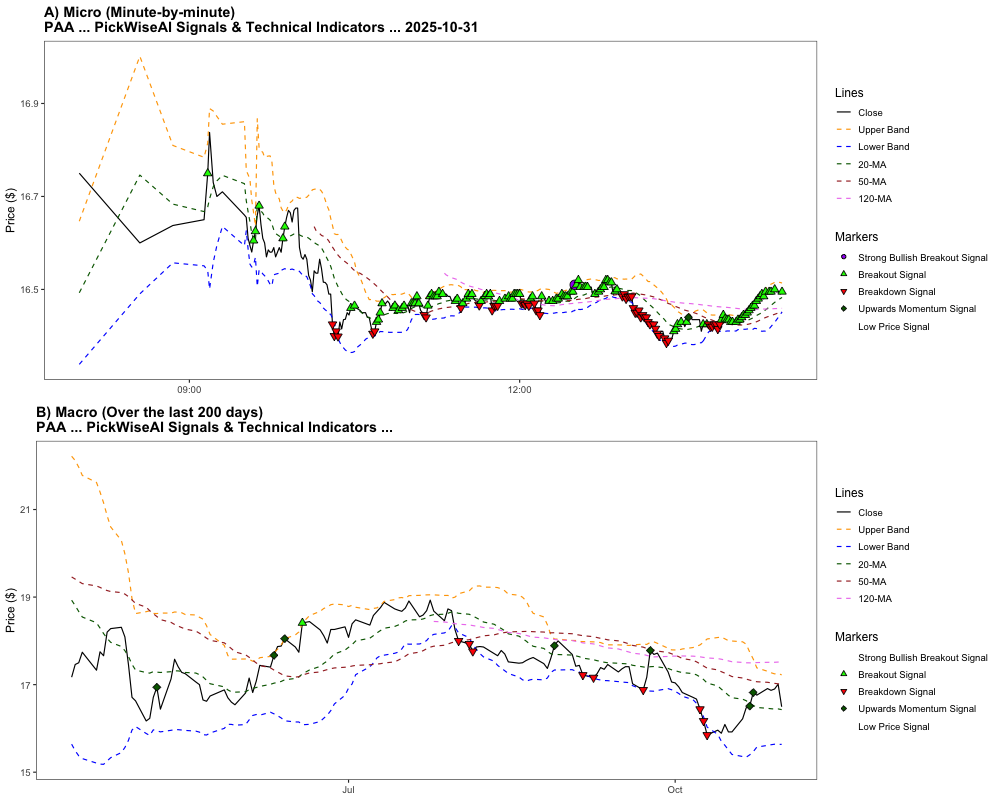 A) Micro (Minute-by-minute)
PAA ... PickWiseAI Signals & Technical Indicators ... 2025-10-31
Price ($)
16.9
16.7
16.5
09:00
12:00
Lines
Close
Upper Band
Lower Band
20-MA
50-MA
120-MA
Markers
Strong Bullish Breakout Signal
Breakout Signal
Breakdown Signal
Upwards Momentum Signal
Low Price Signal
B) Macro (Over the last 200 days)
PAA ... PickWiseAI Signals & Technical Indicators ...
Price ($)
21
19
17
15
Jul
Oct
Lines
Close
Upper Band
Lower Band
20-MA
50-MA
120-MA
Markers
Strong Bullish Breakout Signal
Breakout Signal
Breakdown Signal
Upwards Momentum Signal
Low Price Signal